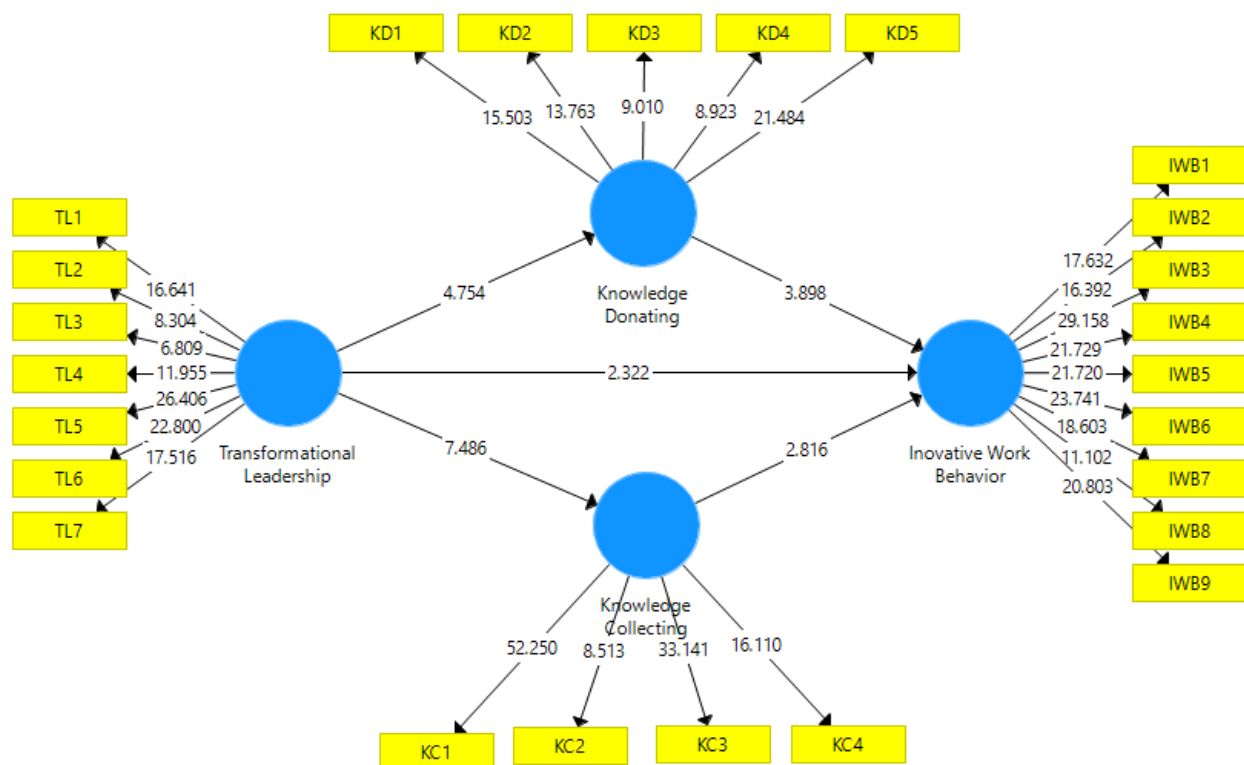 KD1
KD2
KD3
KD4
KD5
15.503
13.763
9.010
8.923
21.484
TL1
TL2
TL3
TL4
TL5
TL6
TL7
16.641
8.304
6.809
11.955
26.406
22.800
17.516
Transformational
Leadership
4.754
2.322
7.486
Knowledge
Donating
3.898
2.816
Knowledge
Collecting
Inovative Work
Behavior
17.632
16.392
29.158
21.729
21.720
23.741
18.603
11.102
20.803
IWB1
IWB2
IWB3
IWB4
IWB5
IWB6
IWB7
IWB8
IWB9
52.250
8.513
33.141
16.110
KC1
KC2
KC3
KC4